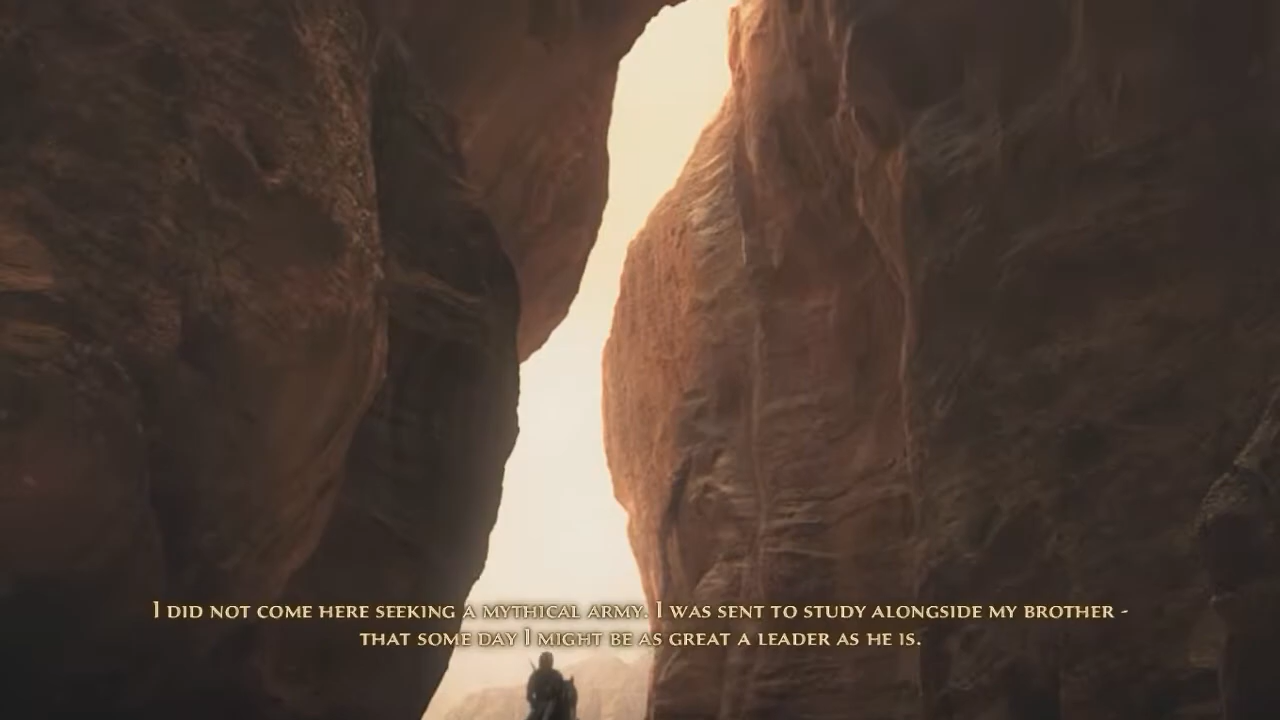 I DID NOT COME HERE SEEKING A MYTHICAL ARMY. I WAS SENT TO STUDY ALONGSIDE MY BROTHER -
THAT SOME DAY I MIGHT BE AS GREAT A LEADER AS HE IS.